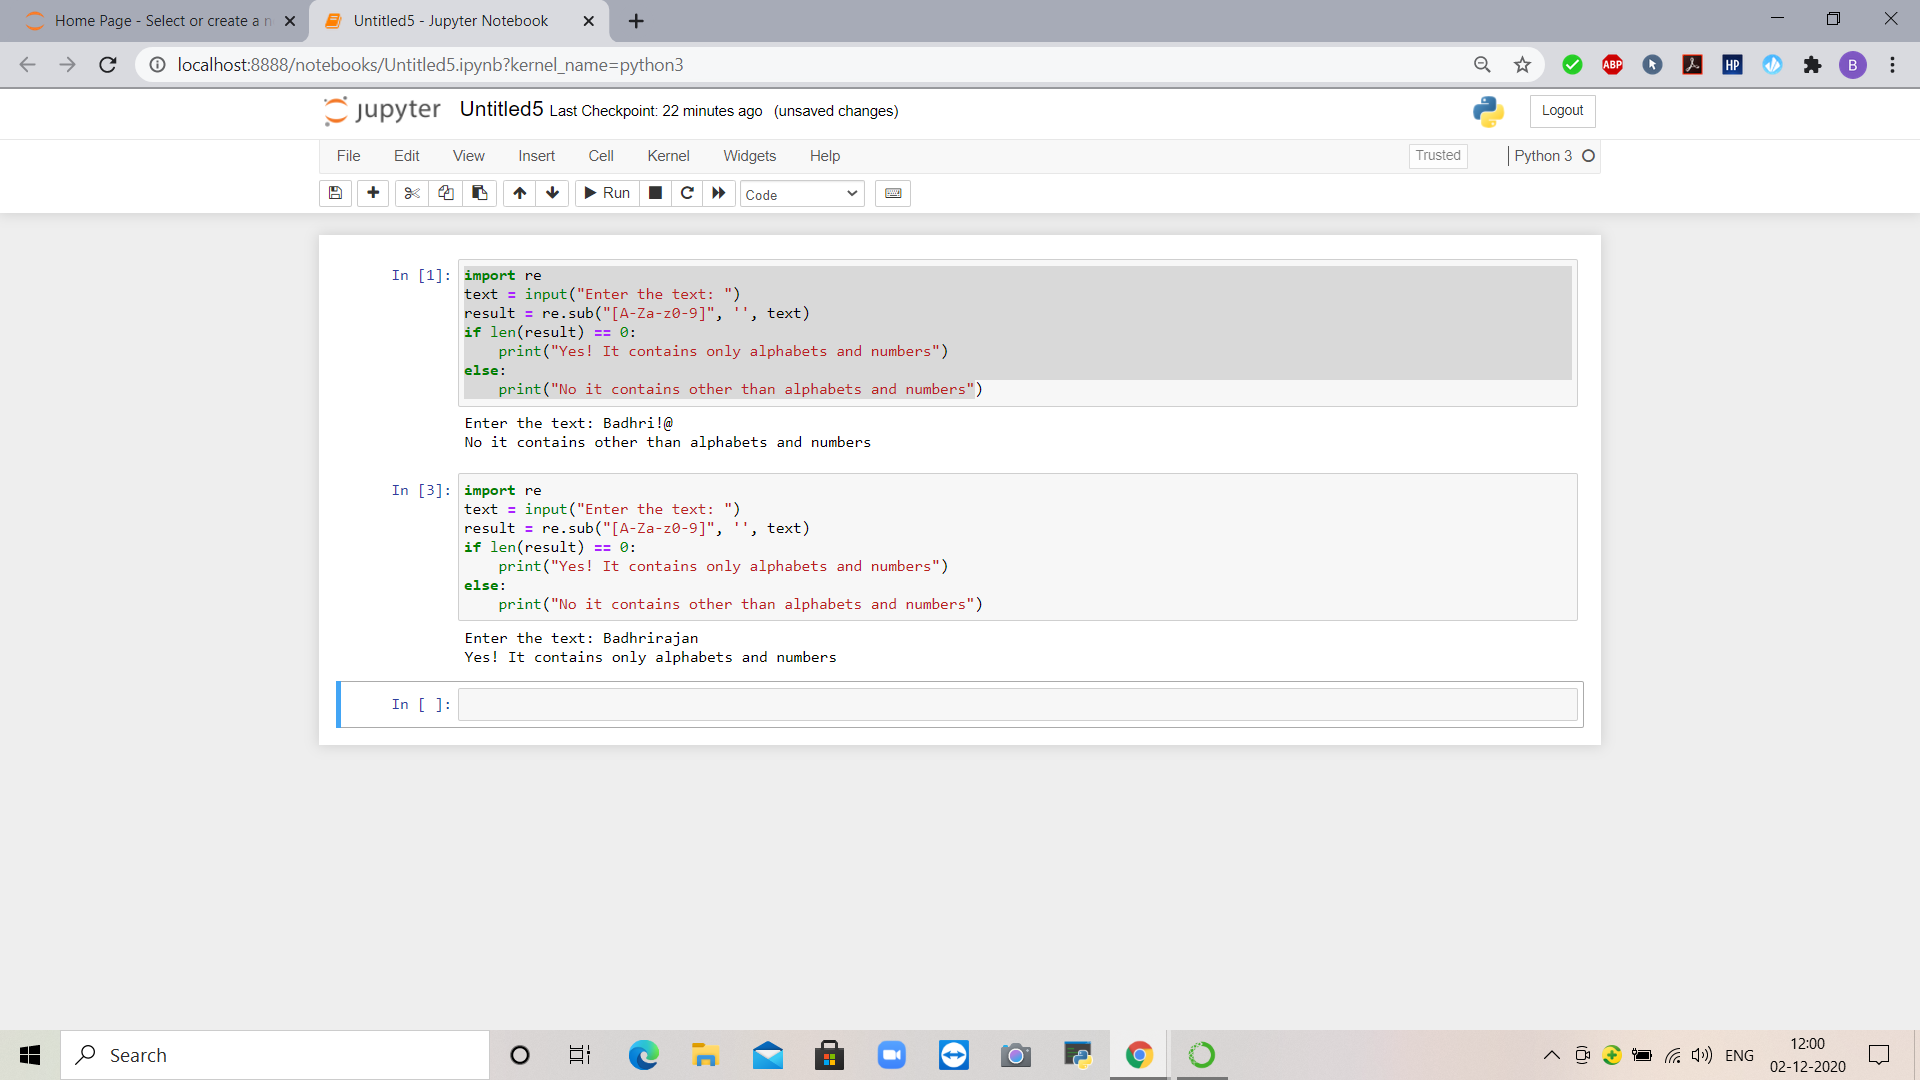 Home Page - Select or create a n
Untitled5 - Jupyter Notebook
localhost:8888/notebooks/Untitled5.ipynb?kernel_name=python3
ABP
HP
B
jupyter Untitled5 Last Checkpoint: 22 minutes ago (unsaved changes)
Logout
File Edit View Insert Cell Kernel Widgets Help
Trusted
Python 3
Run
Code
In [1]: import re
text = input("Enter the text: ")
result = re.sub("[A-Za-z0-9]", '', text)
if len(result) == 0:
    print("Yes! It contains only alphabets and numbers")
else:
    print("No it contains other than alphabets and numbers")
Enter the text: Badhri!@
No it contains other than alphabets and numbers
In [3]: import re
text = input("Enter the text: ")
result = re.sub("[A-Za-z0-9]", '', text)
if len(result) == 0:
    print("Yes! It contains only alphabets and numbers")
else:
    print("No it contains other than alphabets and numbers")
Enter the text: Badhrirajan
Yes! It contains only alphabets and numbers
In [ ]:
Search
ENG
12:00
02-12-2020